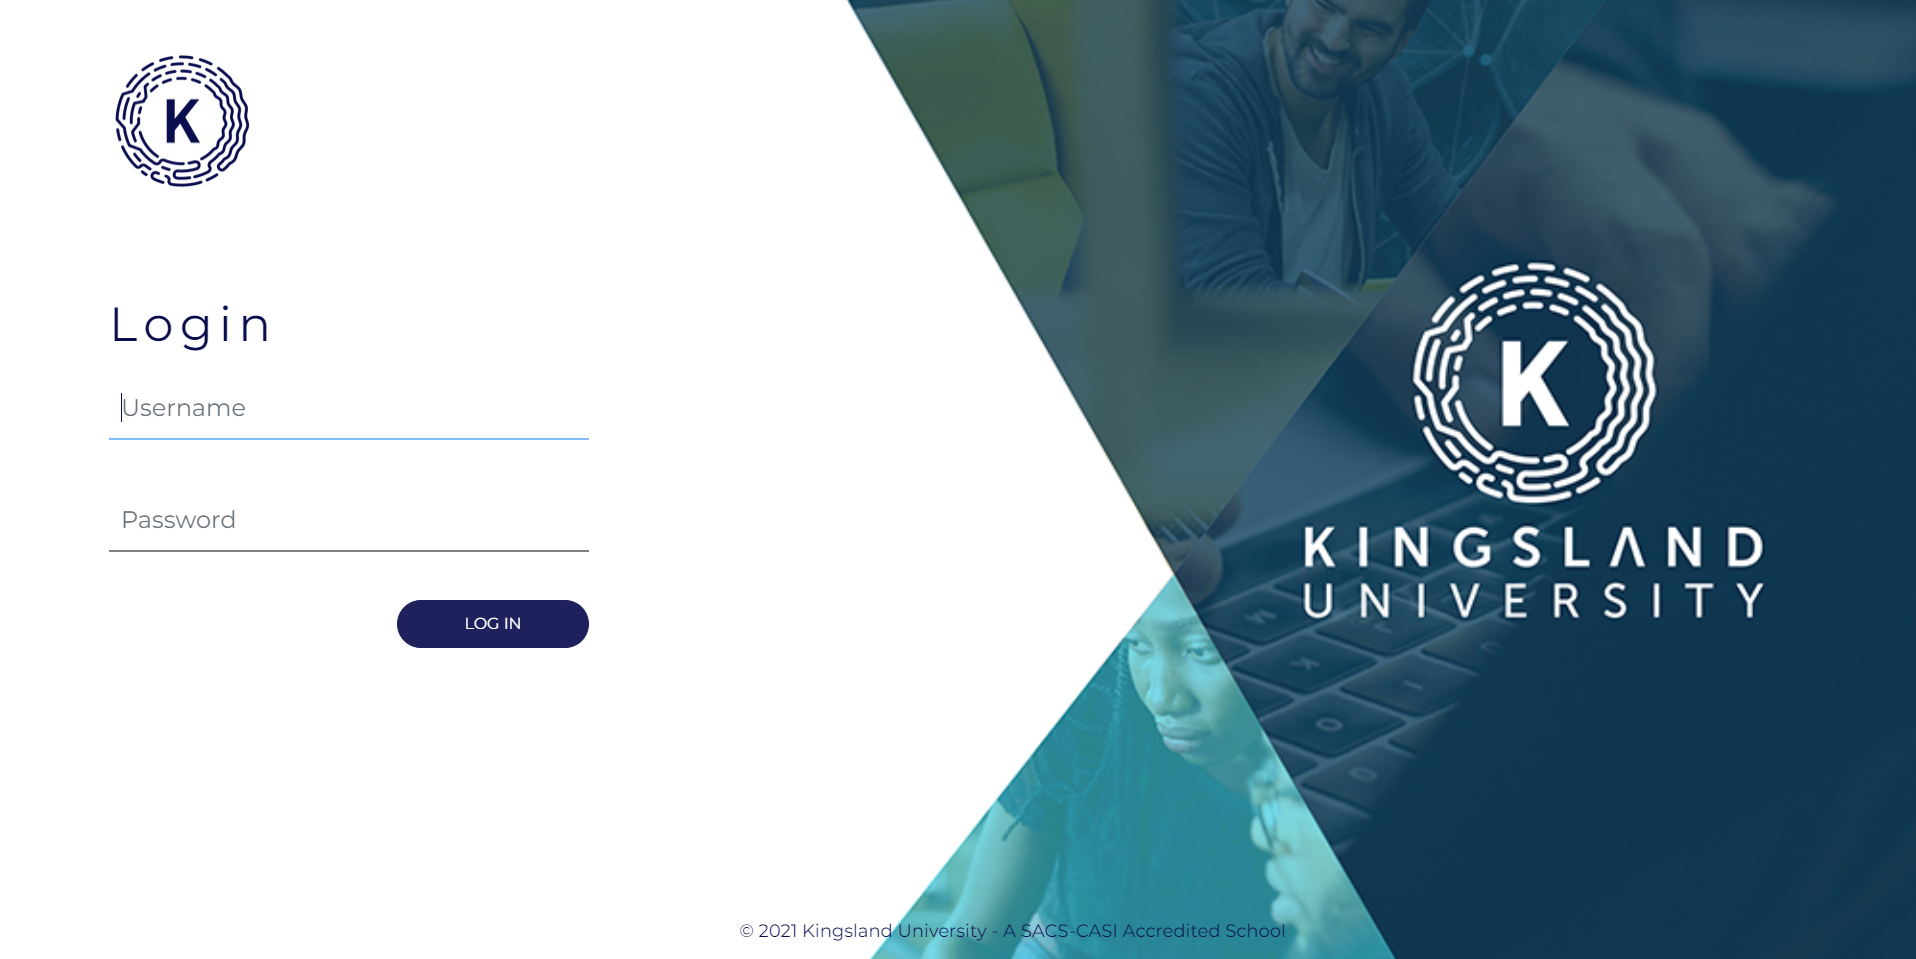 K
Login
Username
Password
LOG IN
K
KINGSLAND
UNIVERSITY
© 2021 Kingsland University - A SACS-CASI Accredited School